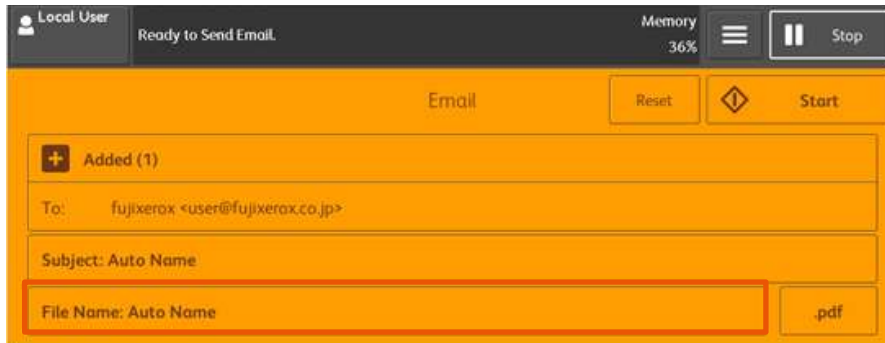 Local User
Ready to Send Email.
Memory
36%
Stop
Email
Reset
Start
Added (1)
To: fujixerox <user@fujixerox.co.jp>
Subject: Auto Name
File Name: Auto Name
.pdf